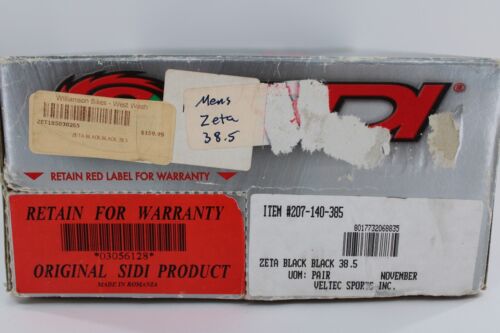 Williamson Bikes - West Wash
ZET185030265
$159.99
ZETA BLACK BLACK 38.5
Mens
Zeta
38.5
DI®
RETAIN RED LABEL FOR WARRANTY
RETAIN FOR WARRANTY
*03056128*
ORIGINAL SIDI PRODUCT
MADE IN ROMANIA
ITEM #207-140-385
8017732068835
ZETA BLACK BLACK 38.5
UOM: PAIR NOVEMBER
VELTEC SPORTS INC.